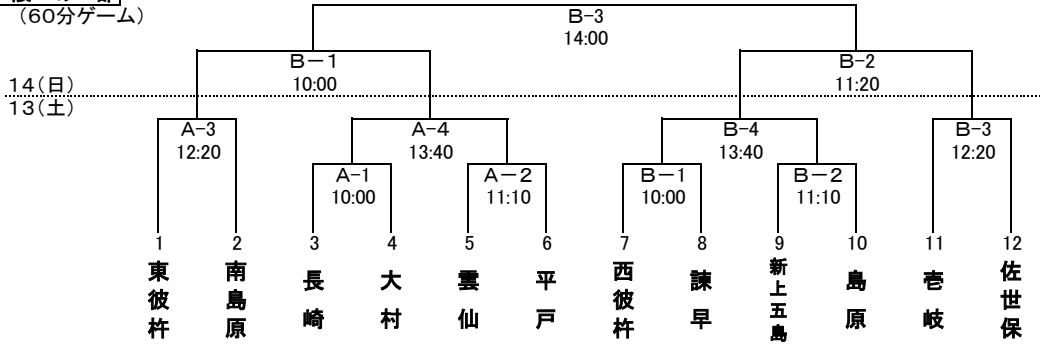 (60分ゲーム)
B-3
14:00
B-1
10:00
B-2
11:20
14(日)
13(土)
A-3
12:20
A-4
13:40
B-4
13:40
B-3
12:20
A-1
10:00
A-2
11:10
B-1
10:00
B-2
11:10
1 2 3 4 5 6 7 8 9 10 11 12
東彼杵
南島原
長崎
大村
雲仙
平戸
西彼杵
諫早
新上五島
島原
壱岐
佐世保